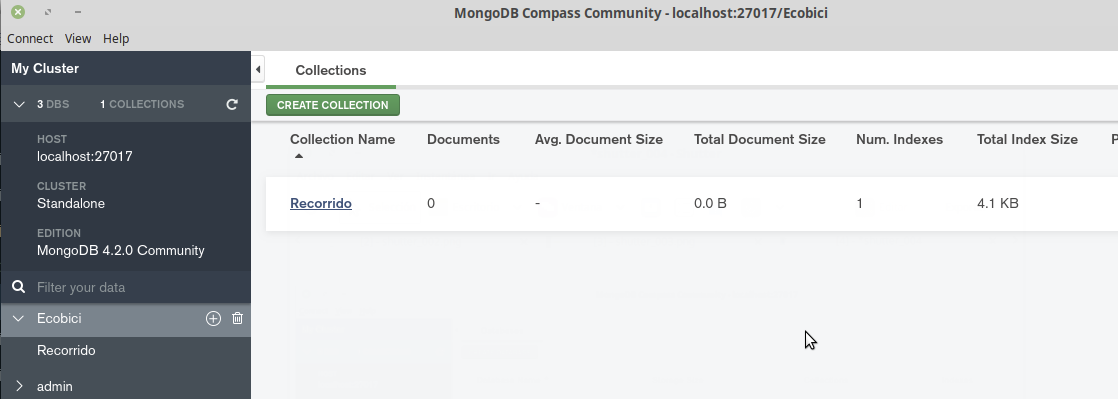 MongoDB Compass Community - localhost:27017/Ecobici
Connect View Help
My Cluster
3 DBS 1 COLLECTIONS
HOST
localhost:27017
CLUSTER
Standalone
EDITION
MongoDB 4.2.0 Community
Filter your data
Ecobici
Recorrido
admin
Collections
CREATE COLLECTION
Collection Name Documents Avg. Document Size Total Document Size Num. Indexes Total Index Size P
Recorrido 0 - 0.0 B 1 4.1 KB